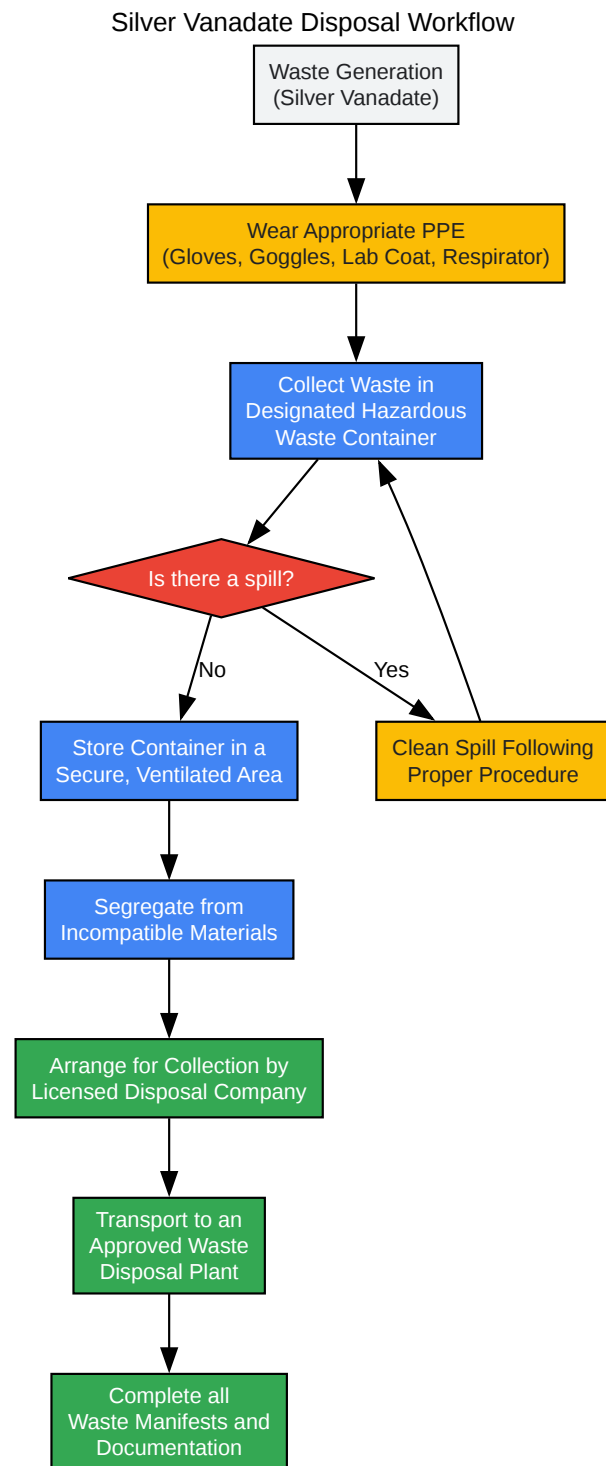 Silver Vanadate Disposal Workflow
Waste Generation
(Silver Vanadate)
Wear Appropriate PPE
(Gloves, Goggles, Lab Coat, Respirator)
Collect Waste in
Designated Hazardous
Waste Container
Is there a spill?
No
Yes
Store Container in a
Secure, Ventilated Area
Clean Spill Following
Proper Procedure
Segregate from
Incompatible Materials
Arrange for Collection by
Licensed Disposal Company
Transport to an
Approved Waste
Disposal Plant
Complete all
Waste Manifests and
Documentation